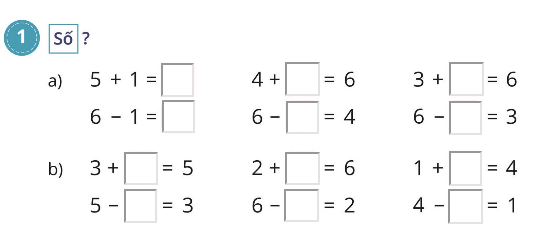 1 Số ?
a) 5 + 1 = 4 + = 6 3 + = 6
6 − 1 = 6 − = 4 6 − = 3
b) 3 + = 5 2 + = 6 1 + = 4
5 − = 3 6 − = 2 4 − = 1